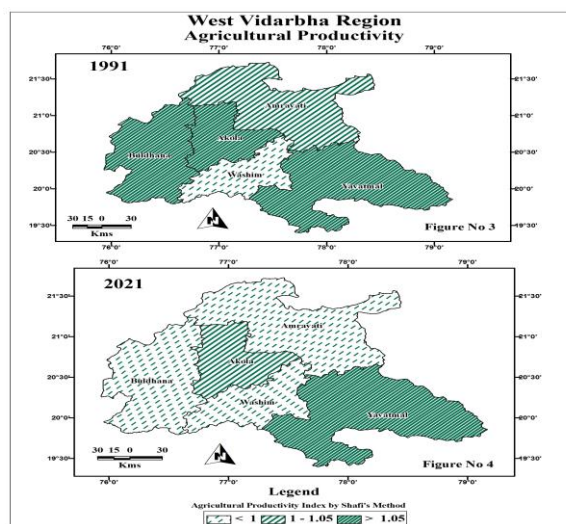 West Vidarbha Region
Agricultural Productivity
76°0' 77°0' 78°0' 79°0'
1991
21°30' 21°30'
21°0' 21°0'
20°30' 20°30'
20°0' 20°0'
19°30' 19°30'
Amravati
Akola
Buldhana
Washim
Yavatmal
30 15 0 30
Kms
N
Figure No 3
76°0' 77°0' 78°0' 79°0'
76°0' 77°0' 78°0' 79°0'
2021
21°30' 21°30'
21°0' 21°0'
20°30' 20°30'
20°0' 20°0'
19°30' 19°30'
Amravati
Akola
Buldhana
Washim
Yavatmal
30 15 0 30
Kms
N
Figure No 4
76°0' 77°0' 78°0' 79°0'
Legend
Agricultural Productivity Index by Shafi's Method
< 1 1 - 1.05 > 1.05